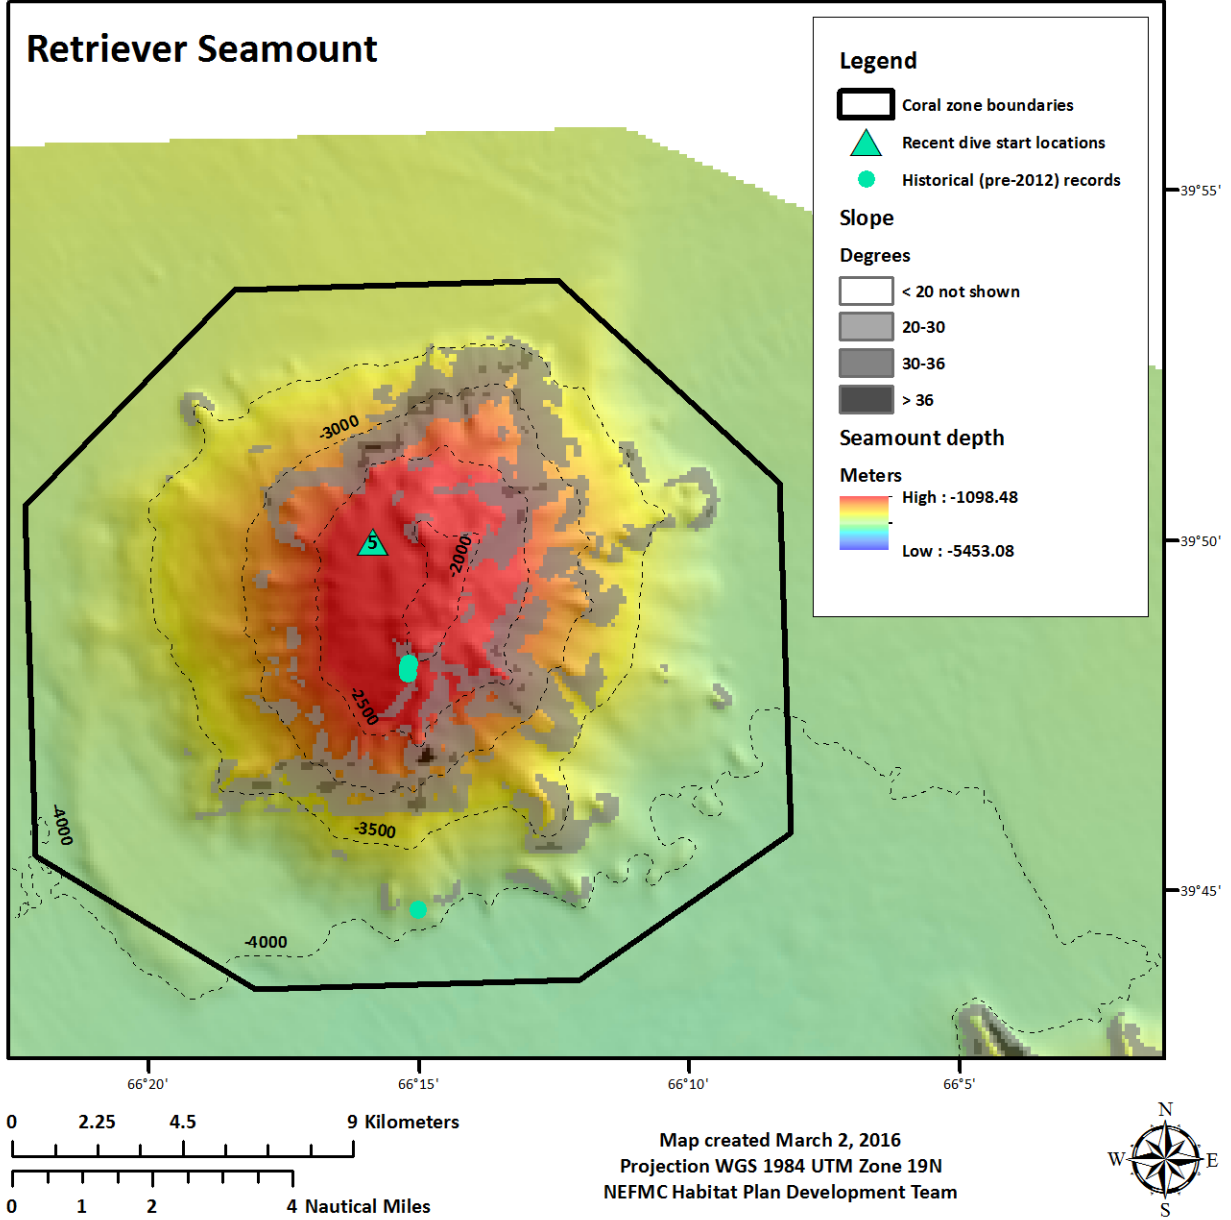 Retriever Seamount
Legend
Coral zone boundaries
Recent dive start locations
Historical (pre-2012) records
Slope
Degrees
< 20 not shown
20-30
30-36
> 36
Seamount depth
Meters
High : -1098.48
Low : -5453.08
39°55'
39°50'
39°45'
-3000
5
-2000
-2500
-3500
-4000
-4000
66°20'
66°15'
66°10'
66°5'
0 2.25 4.5 9 Kilometers
0 1 2 4 Nautical Miles
Map created March 2, 2016
Projection WGS 1984 UTM Zone 19N
NEFMC Habitat Plan Development Team
N
W E
S